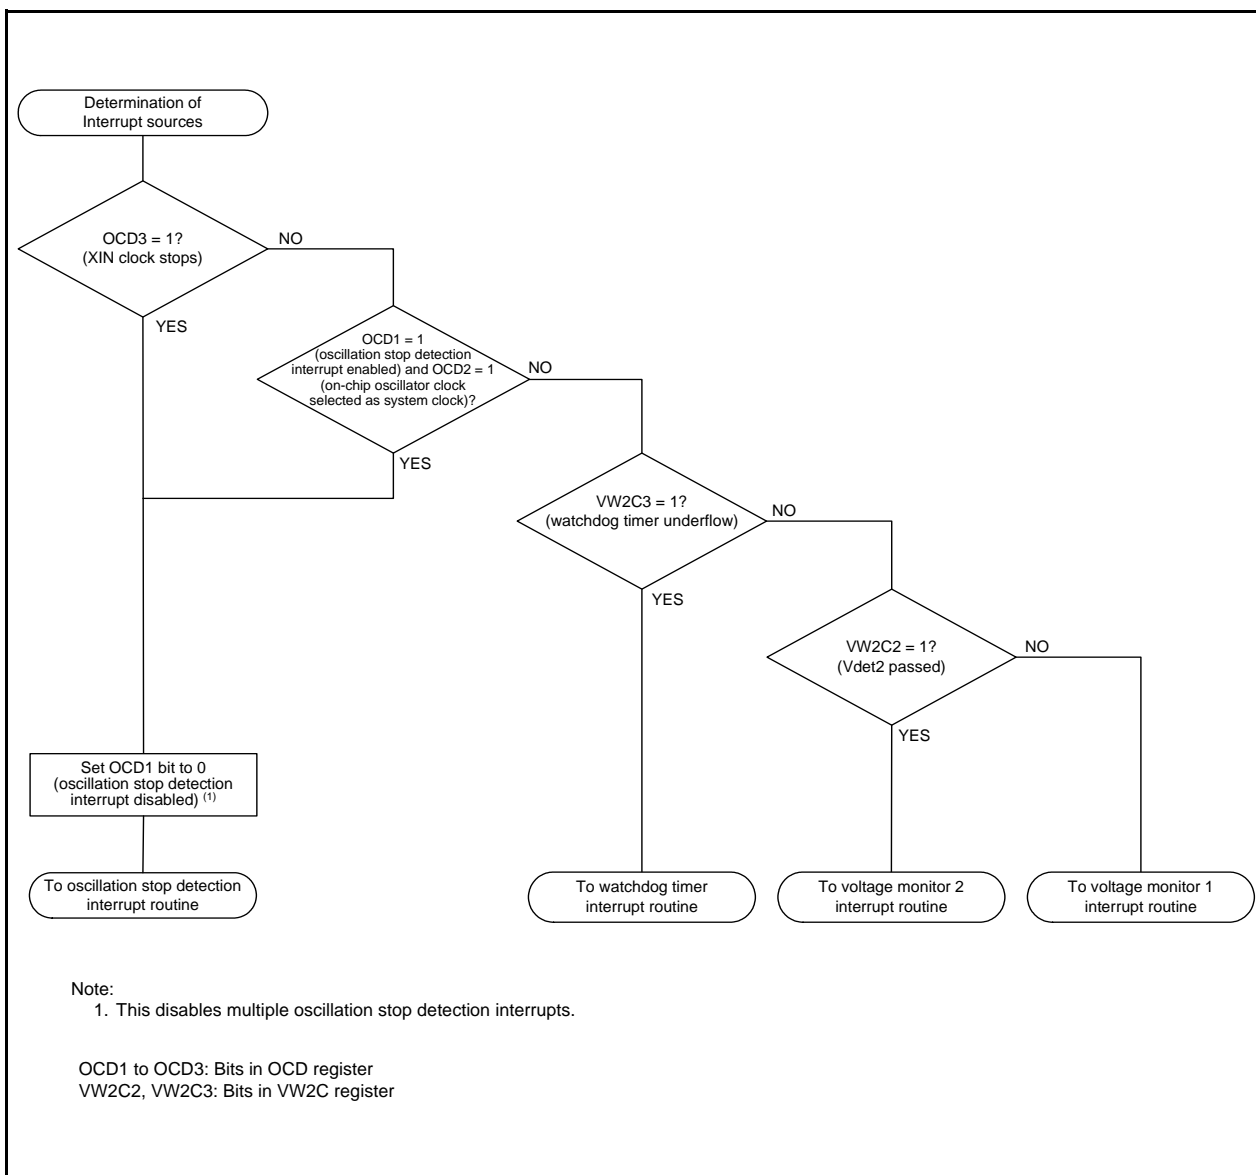 Determination of
Interrupt sources
OCD3 = 1?
(XIN clock stops)
NO
YES
OCD1 = 1
(oscillation stop detection
interrupt enabled) and OCD2 = 1
(on-chip oscillator clock
selected as system clock)?
NO
YES
VW2C3 = 1?
(watchdog timer underflow)
NO
YES
VW2C2 = 1?
(Vdet2 passed)
NO
YES
Set OCD1 bit to 0
(oscillation stop detection
interrupt disabled) (1)
To oscillation stop detection
interrupt routine
To watchdog timer
interrupt routine
To voltage monitor 2
interrupt routine
To voltage monitor 1
interrupt routine
Note:
1. This disables multiple oscillation stop detection interrupts.
OCD1 to OCD3: Bits in OCD register
VW2C2, VW2C3: Bits in VW2C register